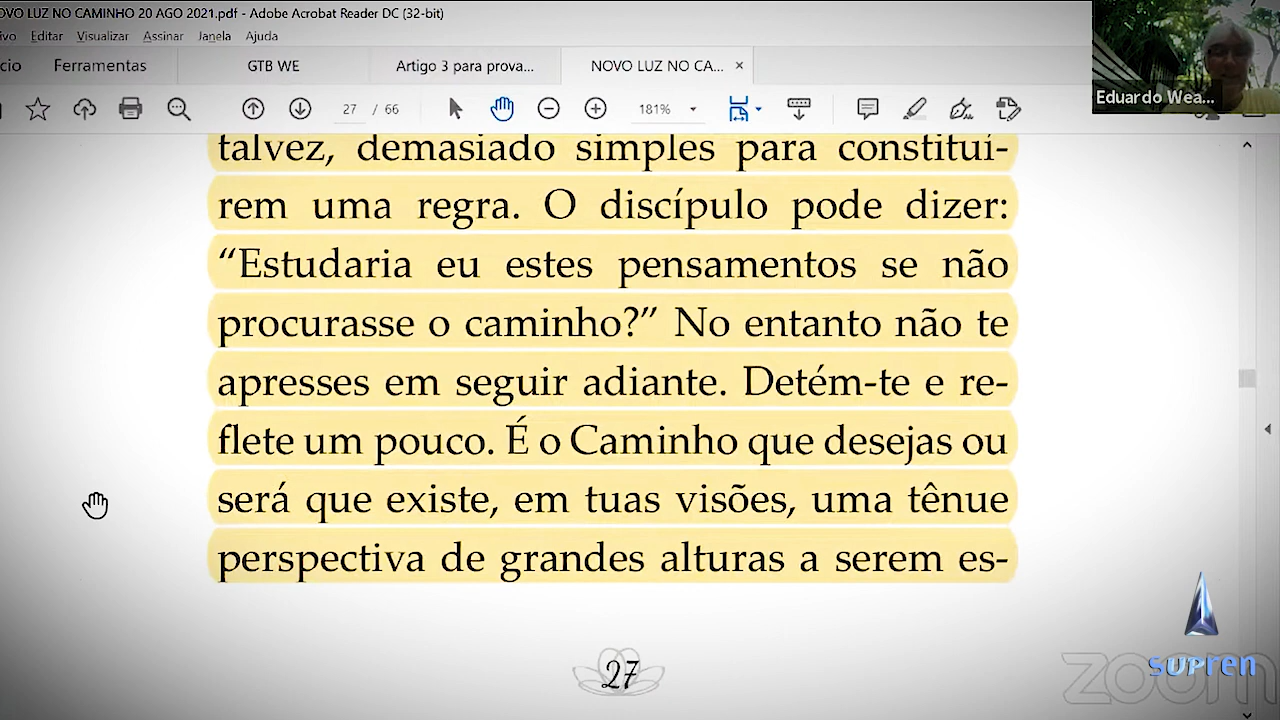 OVO LUZ NO CAMINHO 20 AGO 2021.pdf - Adobe Acrobat Reader DC (32-bit)
ivo Editar Visualizar Assinar Janela Ajuda
cio Ferramentas GTB WE Artigo 3 para prova... NOVO LUZ NO CA... ×
27 / 66 181%
Eduardo Wea...
talvez, demasiado simples para constituí-
rem uma regra. O discípulo pode dizer:
“Estudaria eu estes pensamentos se não
procurasse o caminho?” No entanto não te
apresses em seguir adiante. Detém-te e re-
flete um pouco. É o Caminho que desejas ou
será que existe, em tuas visões, uma tênue
perspectiva de grandes alturas a serem es-
27
zoom
supren